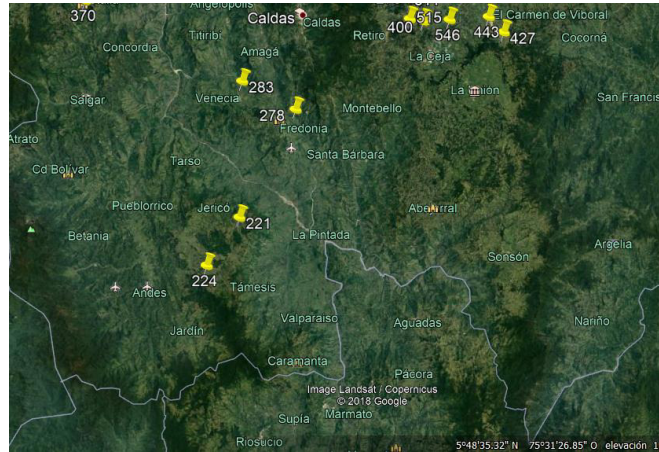 370
Angelópolis
Caldas
Caldas
400
515
546
443
El Carmen de Viboral
427
Concordia
Titiribí
Amagá
Retiro
La Ceja
Cocorná
Salgar
Venecia
283
278
Fredonia
Montebello
La Unión
San Francis
Atrato
Cd Bolívar
Tarso
Santa Bárbara
Pueblorrico
Jericó
221
Abejorral
Betania
La Pintada
Sonsón
Argelia
224
Támesis
Andes
Valparaiso
Aguadas
Nariño
Jardín
Caramanta
Pácora
Image Landsat / Copernicus
© 2018 Google
Supía
Marmato
Riosucio
5°48'35.32" N 75°31'26.85" O elevación 1